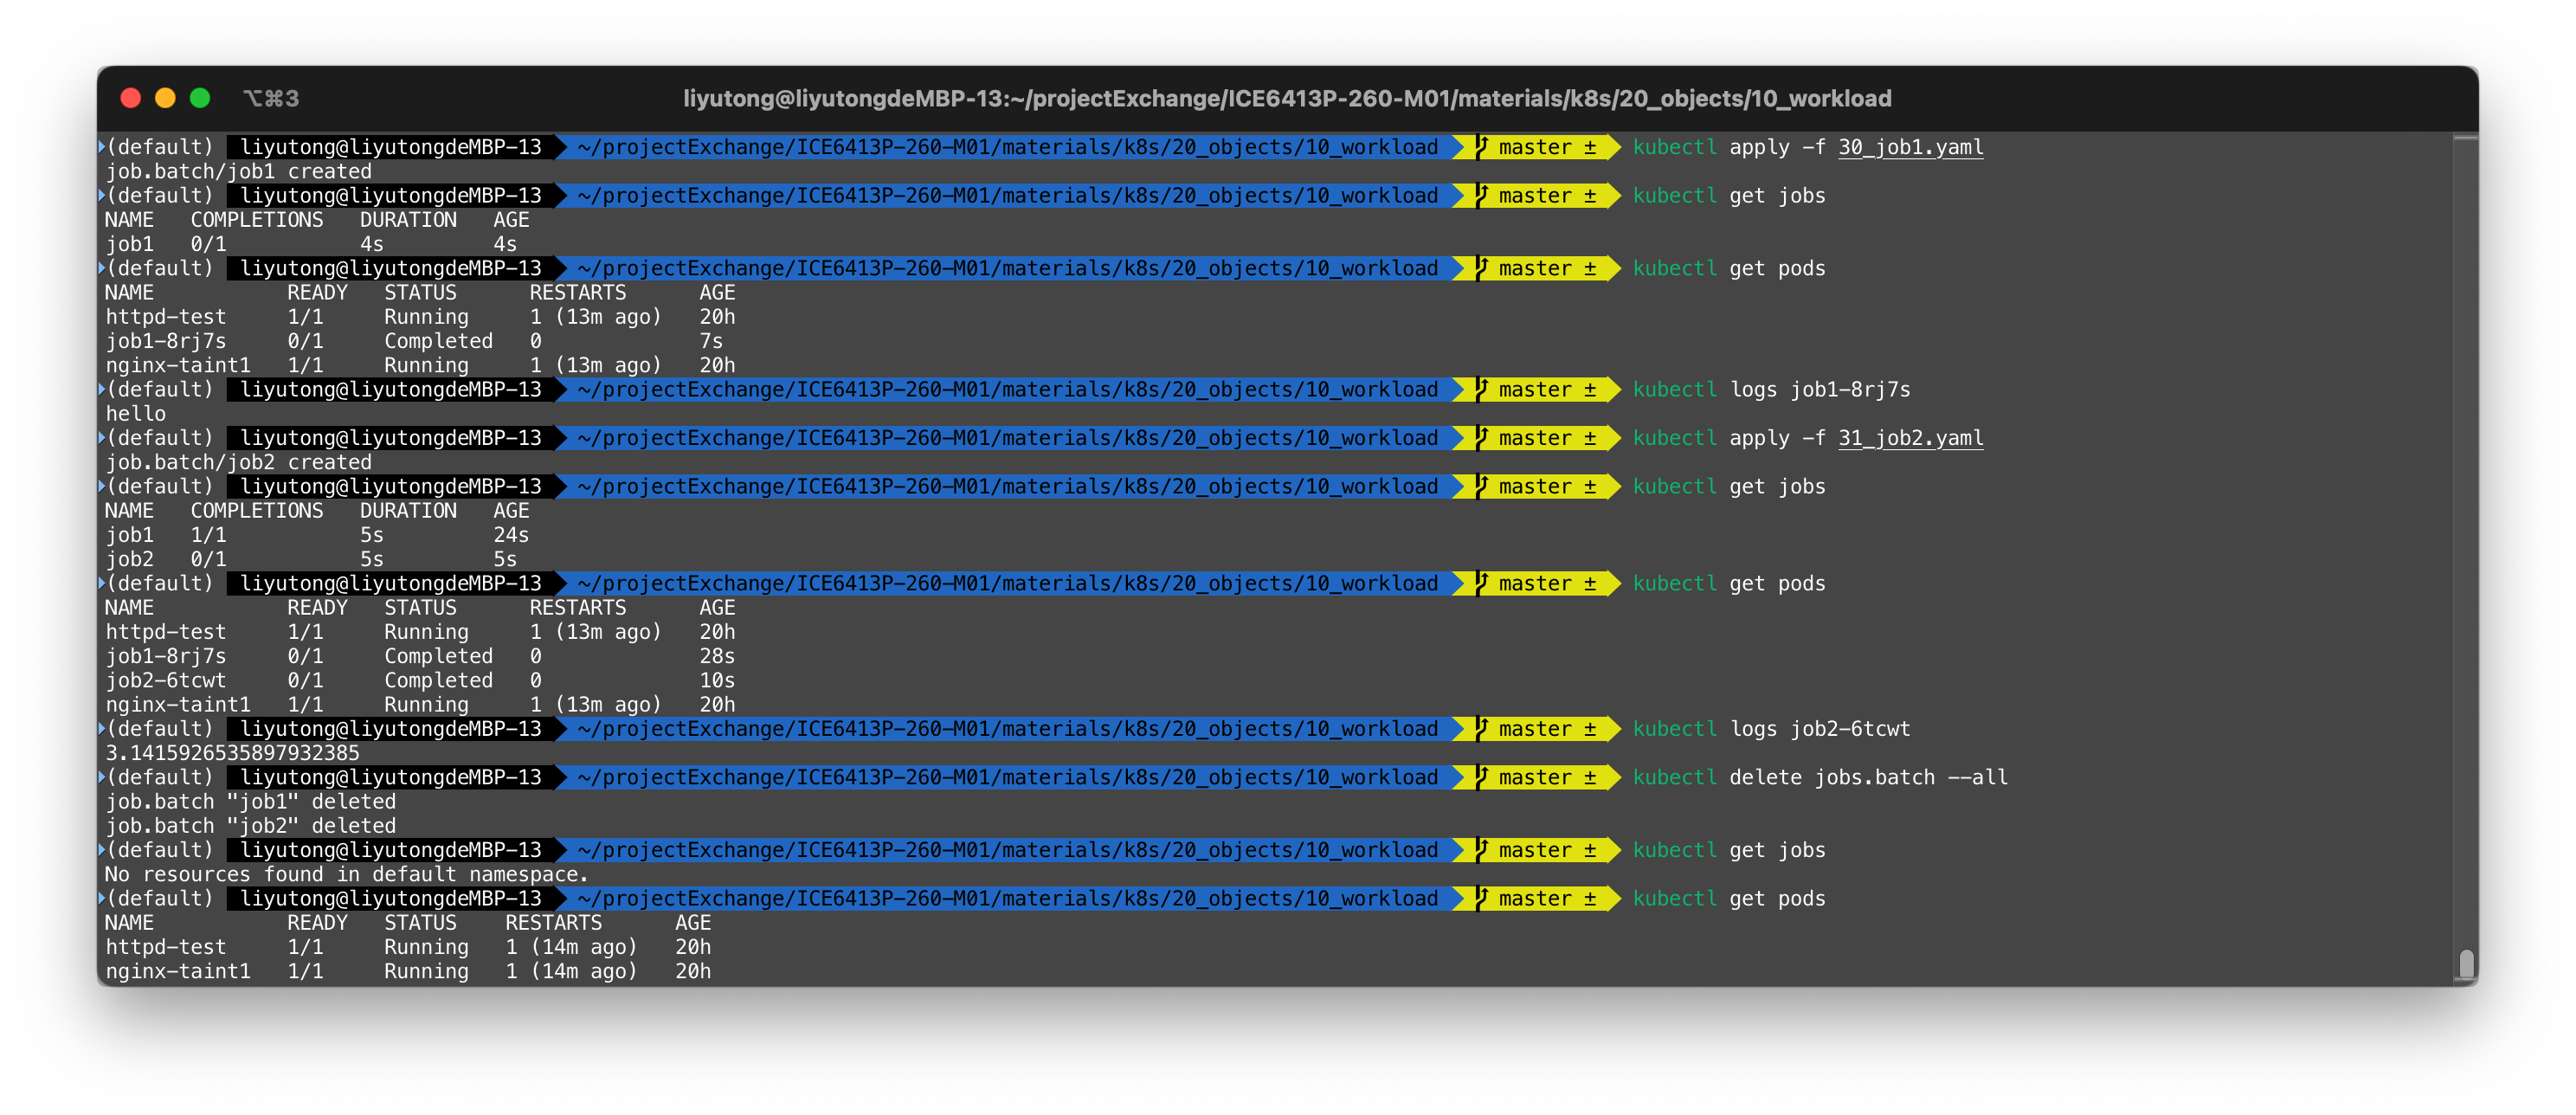 ⌥⌘3 liyutong@liyutongdeMBP-13:~/projectExchange/ICE6413P-260-M01/materials/k8s/20_objects/10_workload
(default) liyutong@liyutongdeMBP-13 ~/projectExchange/ICE6413P-260-M01/materials/k8s/20_objects/10_workload master ± kubectl apply -f 30_job1.yaml
job.batch/job1 created
(default) liyutong@liyutongdeMBP-13 ~/projectExchange/ICE6413P-260-M01/materials/k8s/20_objects/10_workload master ± kubectl get jobs
NAME COMPLETIONS DURATION AGE
job1 0/1 4s 4s
(default) liyutong@liyutongdeMBP-13 ~/projectExchange/ICE6413P-260-M01/materials/k8s/20_objects/10_workload master ± kubectl get pods
NAME READY STATUS RESTARTS AGE
httpd-test 1/1 Running 1 (13m ago) 20h
job1-8rj7s 0/1 Completed 0 7s
nginx-taint1 1/1 Running 1 (13m ago) 20h
(default) liyutong@liyutongdeMBP-13 ~/projectExchange/ICE6413P-260-M01/materials/k8s/20_objects/10_workload master ± kubectl logs job1-8rj7s
hello
(default) liyutong@liyutongdeMBP-13 ~/projectExchange/ICE6413P-260-M01/materials/k8s/20_objects/10_workload master ± kubectl apply -f 31_job2.yaml
job.batch/job2 created
(default) liyutong@liyutongdeMBP-13 ~/projectExchange/ICE6413P-260-M01/materials/k8s/20_objects/10_workload master ± kubectl get jobs
NAME COMPLETIONS DURATION AGE
job1 1/1 5s 24s
job2 0/1 5s 5s
(default) liyutong@liyutongdeMBP-13 ~/projectExchange/ICE6413P-260-M01/materials/k8s/20_objects/10_workload master ± kubectl get pods
NAME READY STATUS RESTARTS AGE
httpd-test 1/1 Running 1 (13m ago) 20h
job1-8rj7s 0/1 Completed 0 28s
job2-6tcwt 0/1 Completed 0 10s
nginx-taint1 1/1 Running 1 (13m ago) 20h
(default) liyutong@liyutongdeMBP-13 ~/projectExchange/ICE6413P-260-M01/materials/k8s/20_objects/10_workload master ± kubectl logs job2-6tcwt
3.1415926535897932385
(default) liyutong@liyutongdeMBP-13 ~/projectExchange/ICE6413P-260-M01/materials/k8s/20_objects/10_workload master ± kubectl delete jobs.batch --all
job.batch "job1" deleted
job.batch "job2" deleted
(default) liyutong@liyutongdeMBP-13 ~/projectExchange/ICE6413P-260-M01/materials/k8s/20_objects/10_workload master ± kubectl get jobs
No resources found in default namespace.
(default) liyutong@liyutongdeMBP-13 ~/projectExchange/ICE6413P-260-M01/materials/k8s/20_objects/10_workload master ± kubectl get pods
NAME READY STATUS RESTARTS AGE
httpd-test 1/1 Running 1 (14m ago) 20h
nginx-taint1 1/1 Running 1 (14m ago) 20h